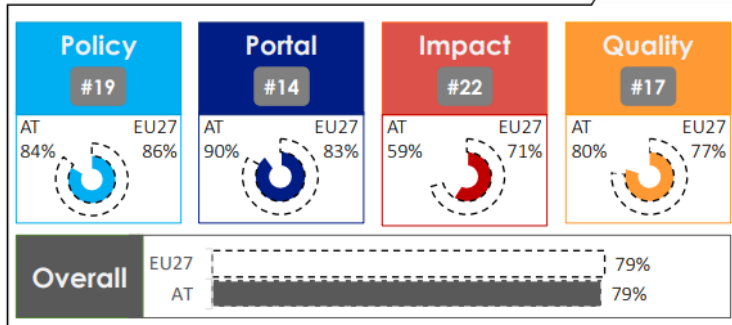 Policy
#19
AT EU27
84% 86%
Portal
#14
AT EU27
90% 83%
Impact
#22
AT EU27
59% 71%
Quality
#17
AT EU27
80% 77%
Overall
EU27 79%
AT 79%